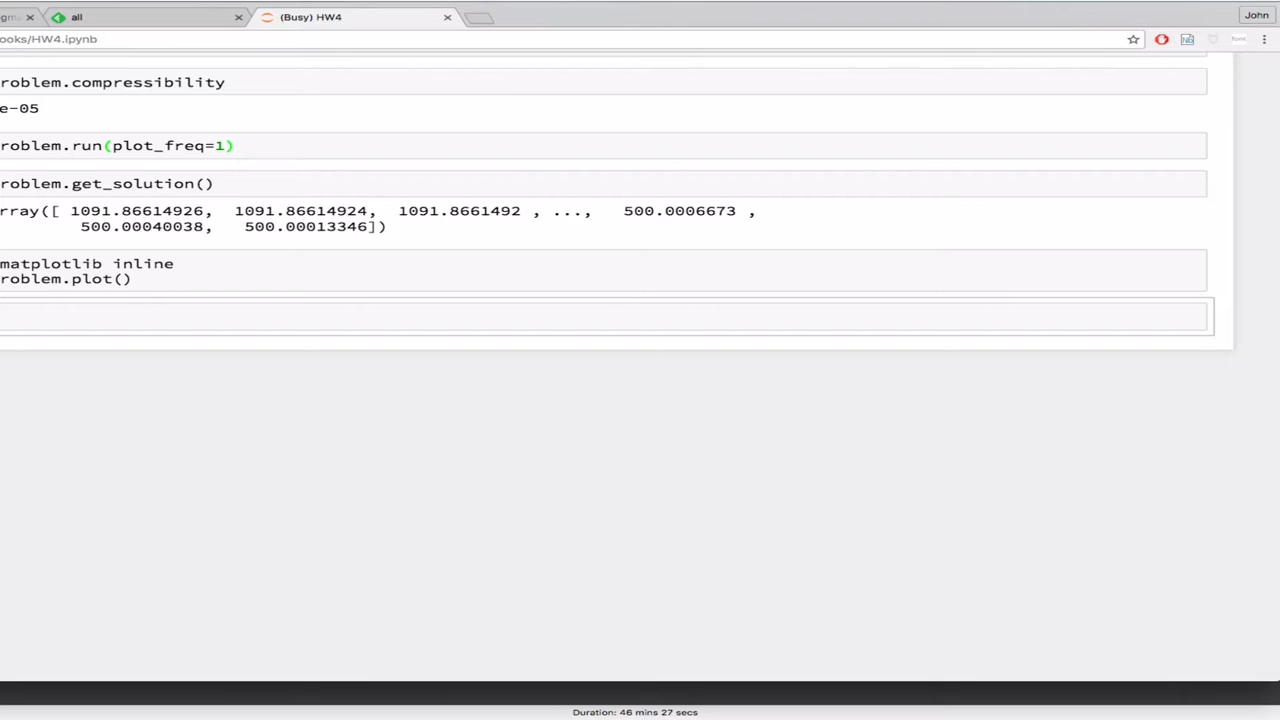 all
(Busy) HW4
John
ooks/HW4.ipynb
roblem.compressibility
e-05
roblem.run(plot_freq=1)
roblem.get_solution()
rray([ 1091.86614926, 1091.86614924, 1091.8661492 , ..., 500.0006673 ,
500.00040038, 500.00013346])
matplotlib inline
roblem.plot()
Duration: 46 mins 27 secs